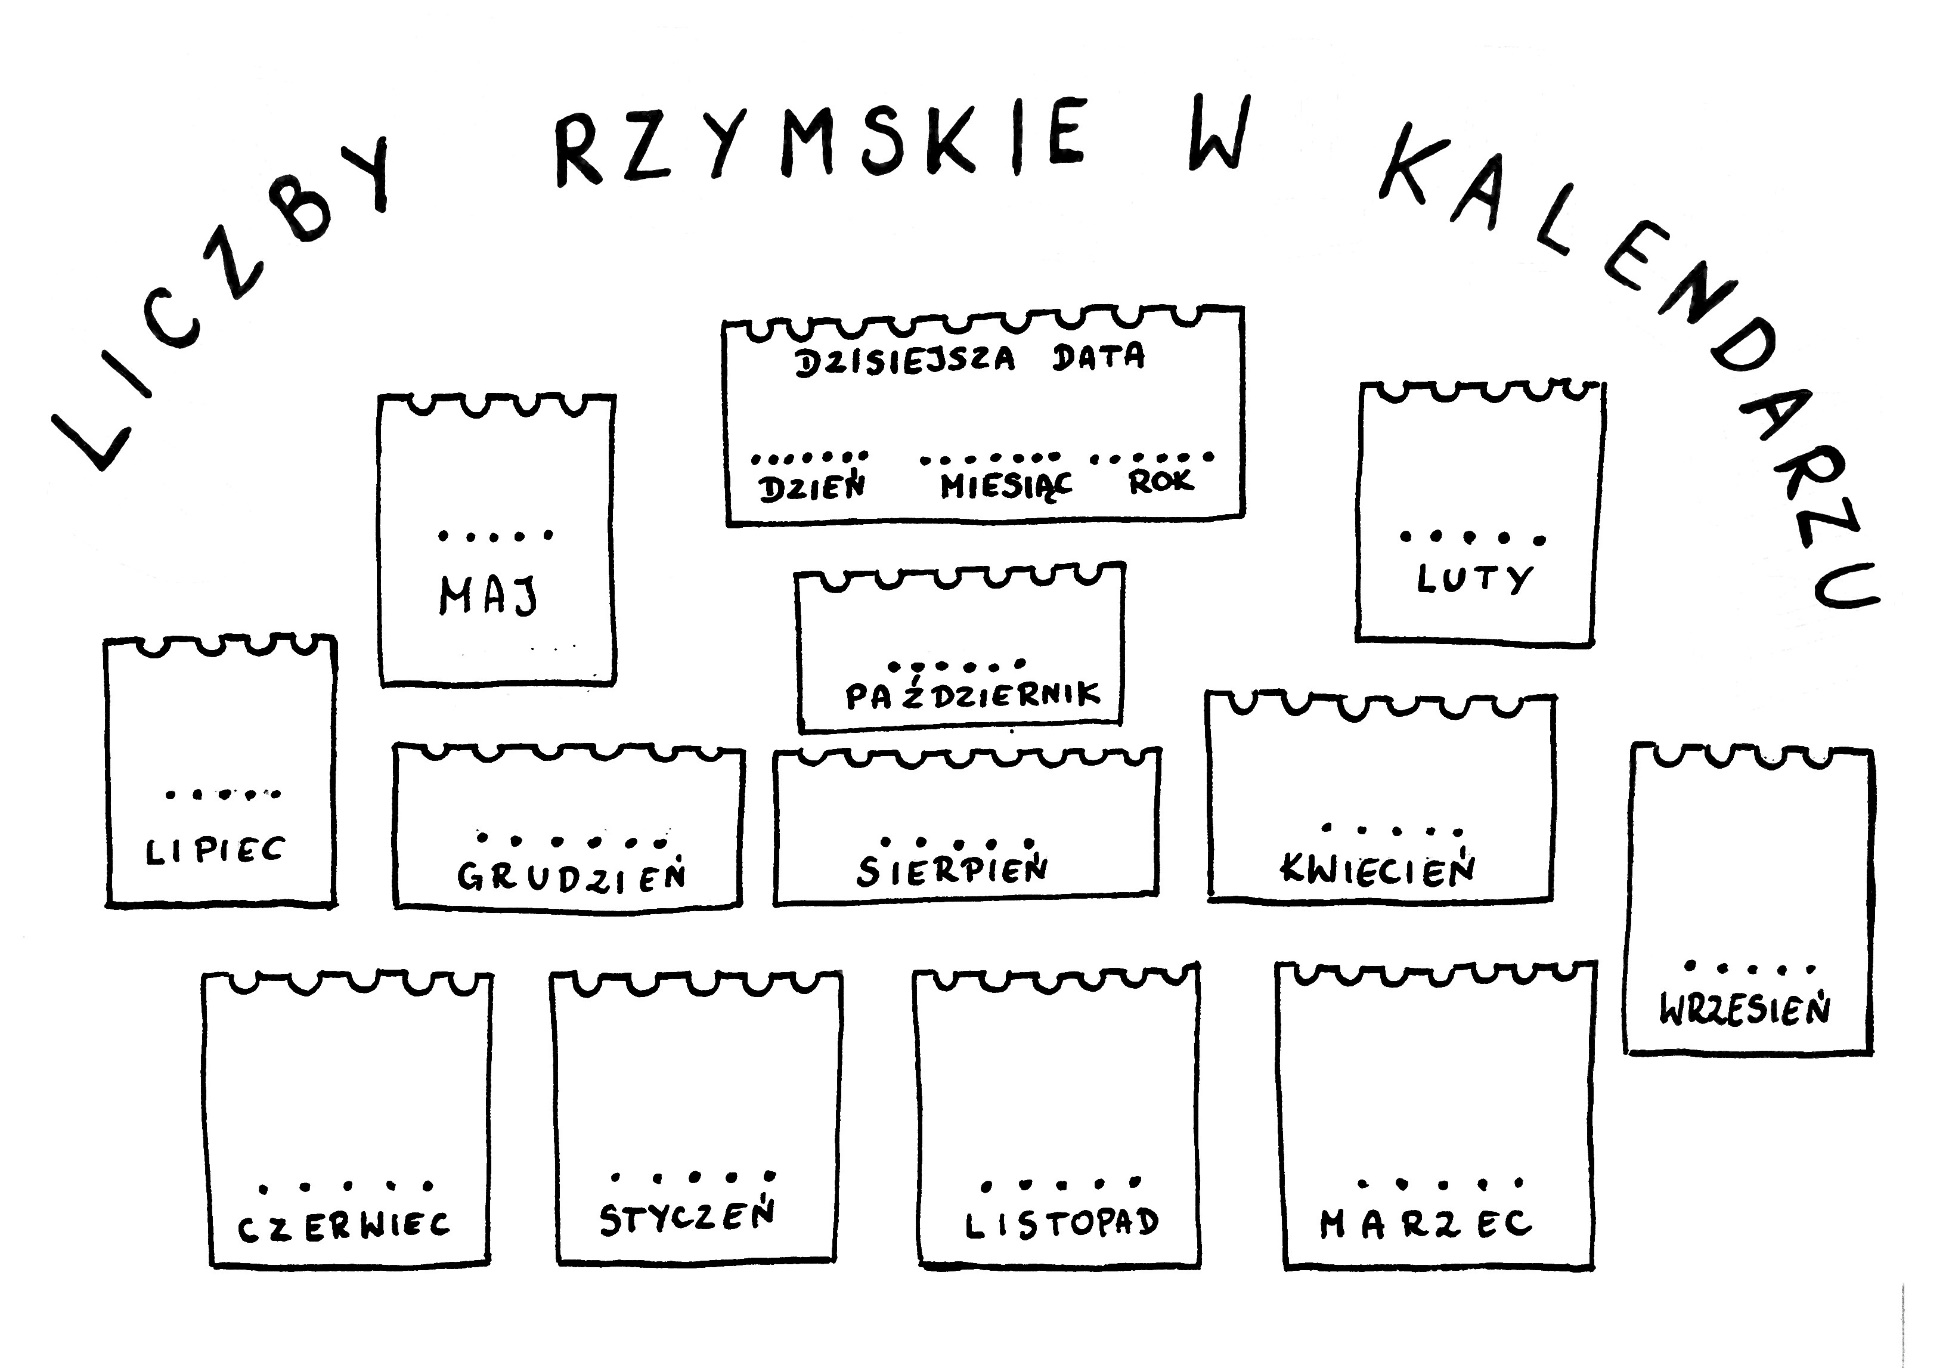 LICZBY RZYMSKIE W KALENDARZU
DZISIEJSZA DATA
....... ........ ......
DZIEŃ MIESIĄC ROK
.....
MAJ
.....
LUTY
......
PAŹDZIERNIK
.....
LIPIEC
......
GRUDZIEŃ
.....
SIERPIEŃ
.....
KWIECIEŃ
.....
WRZESIEŃ
.....
CZERWIEC
.....
STYCZEŃ
.....
LISTOPAD
.....
MARZEC